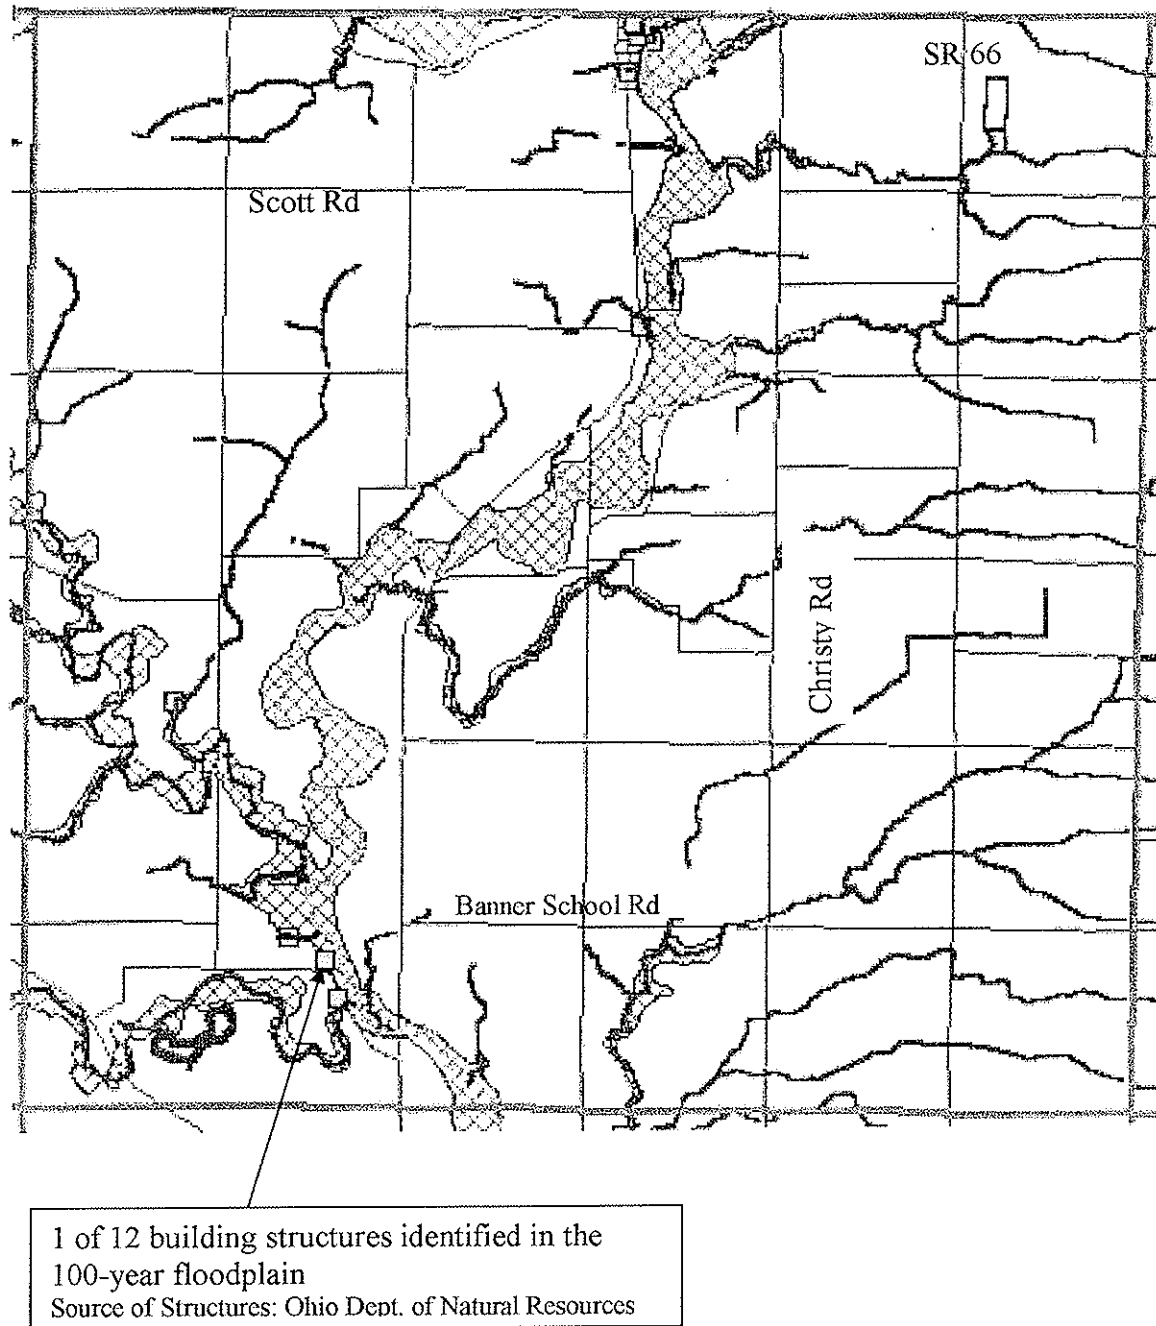 SR 66
Scott Rd
Christy Rd
Banner School Rd
1 of 12 building structures identified in the
100-year floodplain
Source of Structures: Ohio Dept. of Natural Resources